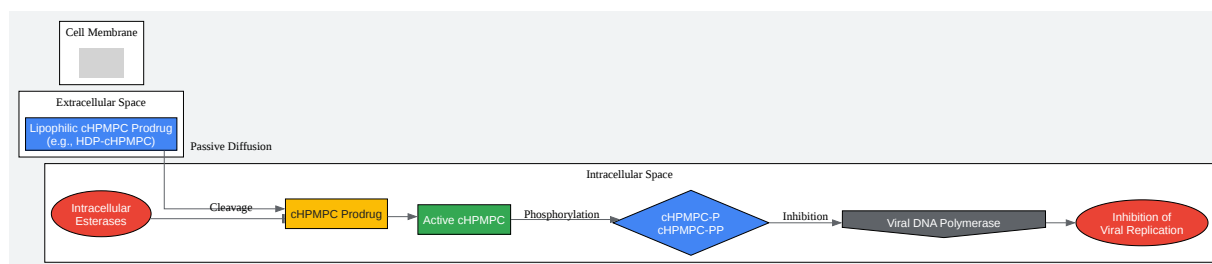 Cell Membrane
Extracellular Space
Lipophilic cHPMPC Prodrug
(e.g., HDP-cHPMPC)
Passive Diffusion
Intracellular Space
Intracellular
Esterases
Cleavage
cHPMPC Prodrug
Active cHPMPC
Phosphorylation
cHPMPC-P
cHPMPC-PP
Inhibition
Viral DNA Polymerase
Inhibition of
Viral Replication